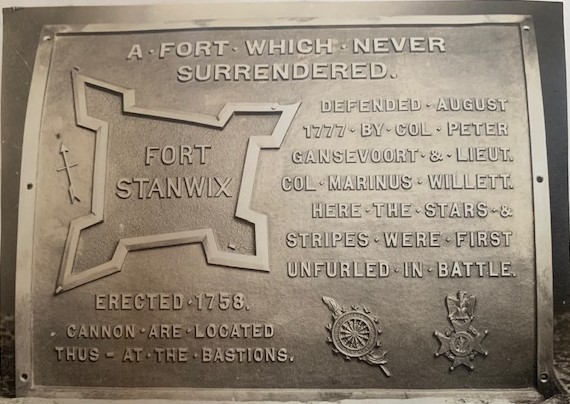 A·FORT·WHICH·NEVER
SURRENDERED.
DEFENDED·AUGUST
1777·BY·COL·PETER
GANSEVOORT·&·LIEUT.
COL·MARINUS·WILLETT.
HERE·THE·STARS·&
STRIPES·WERE·FIRST
UNFURLED·IN·BATTLE.
FORT
STANWIX
ERECTED·1758.
CANNON·ARE·LOCATED
THUS-AT·THE·BASTIONS.